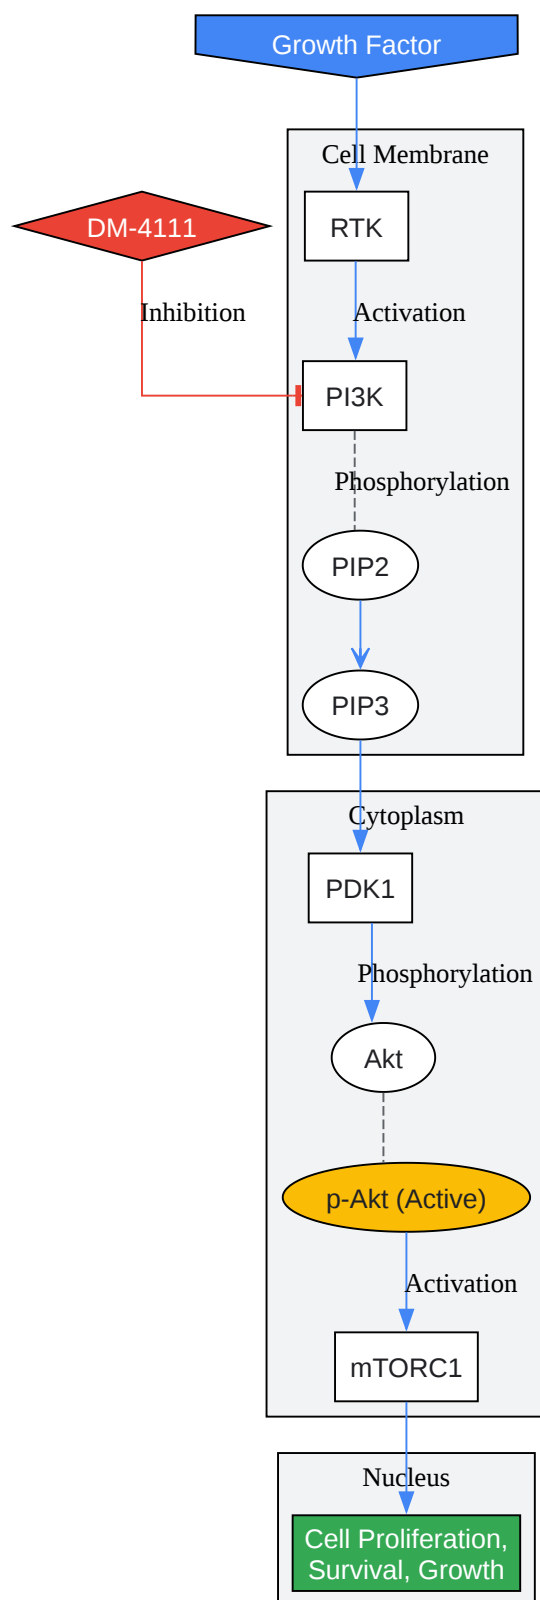 Growth Factor
Cell Membrane
DM-4111
RTK
Inhibition
Activation
PI3K
Phosphorylation
PIP2
PIP3
Cytoplasm
PDK1
Phosphorylation
Akt
p-Akt (Active)
Activation
mTORC1
Nucleus
Cell Proliferation,
Survival, Growth